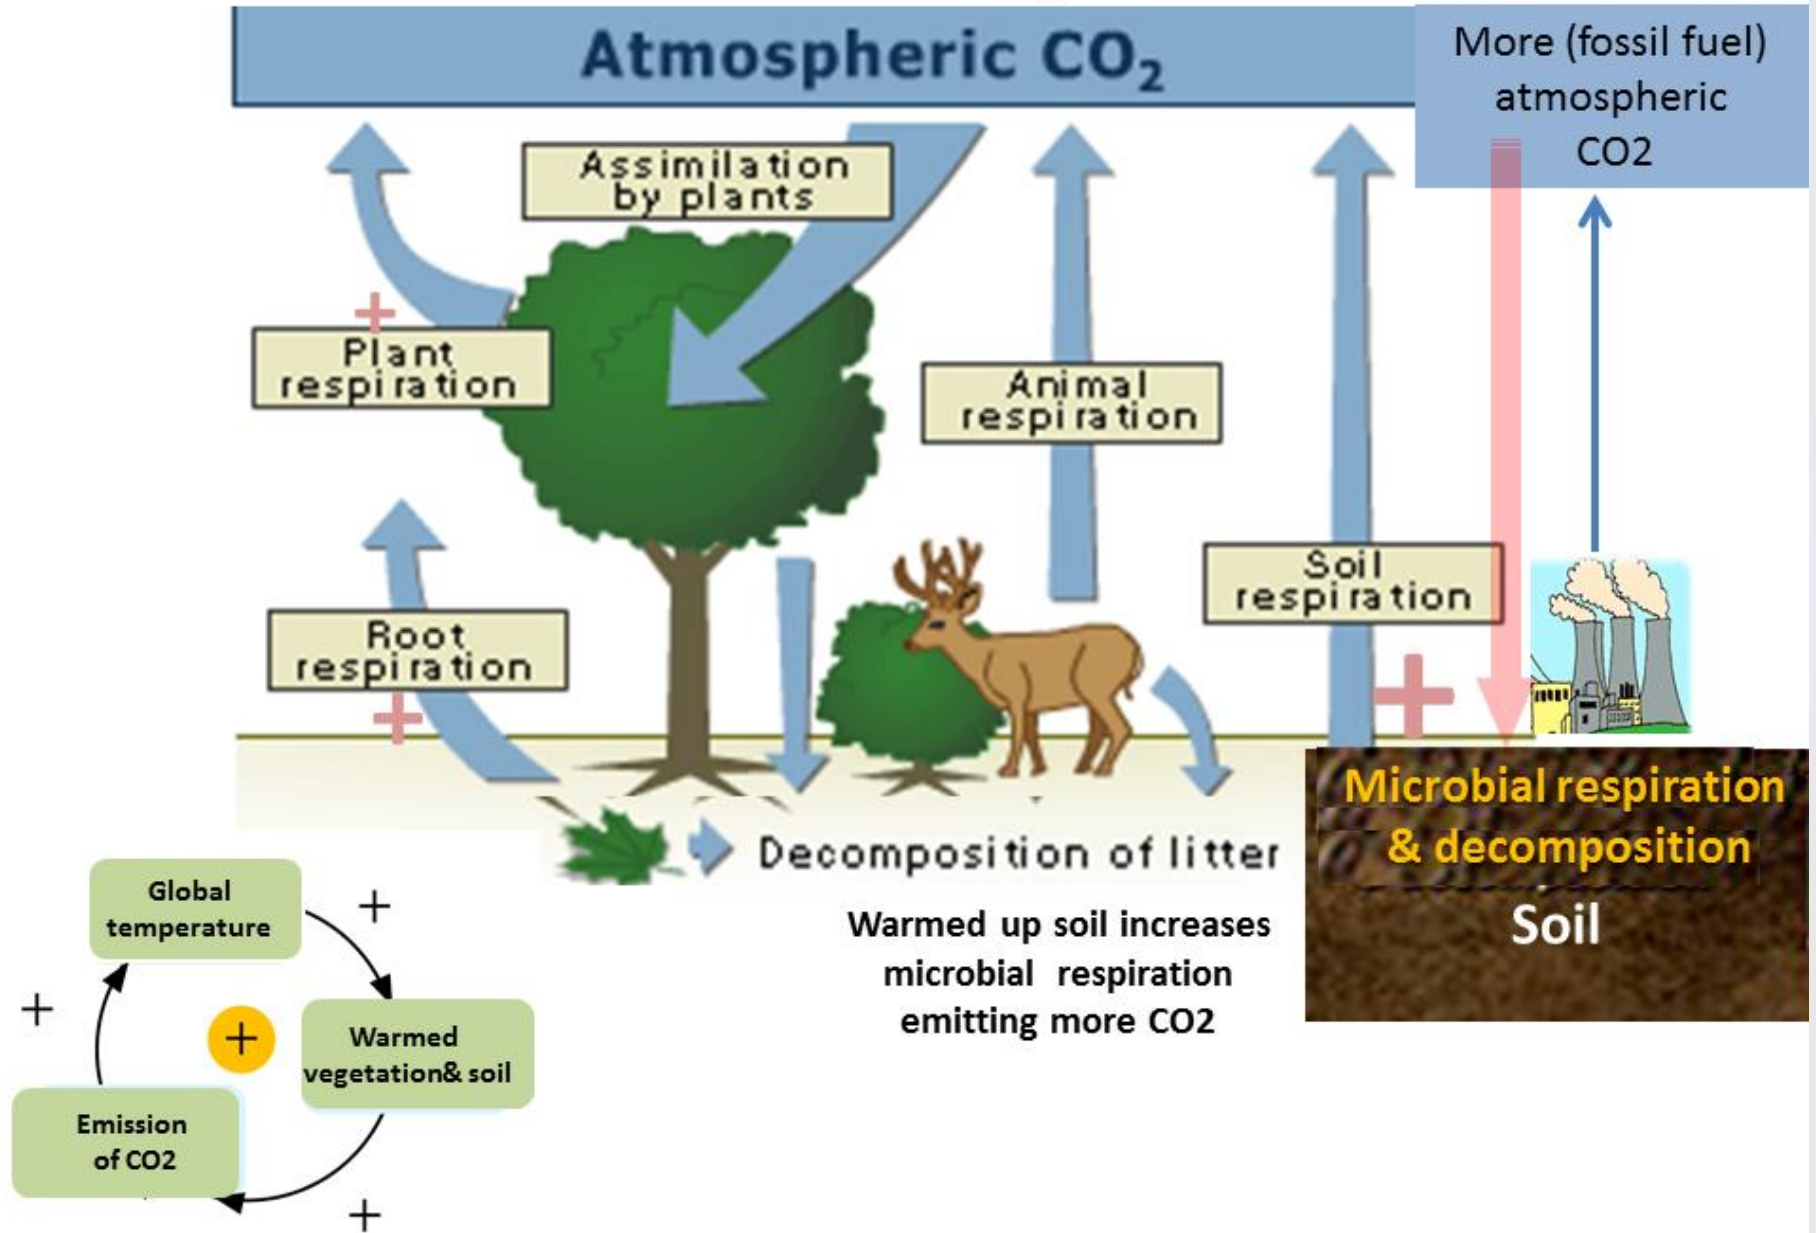 Atmospheric CO₂
More (fossil fuel)
atmospheric
CO2
Assimilation
by plants
+
Plant
respiration
Animal
respiration
Soil
respiration
Root
respiration
+
+
Microbial respiration
& decomposition
Soil
Decomposition of litter
Warmed up soil increases
microbial respiration
emitting more CO2
Global
temperature
+
+
+
Warmed
vegetation& soil
Emission
of CO2
+